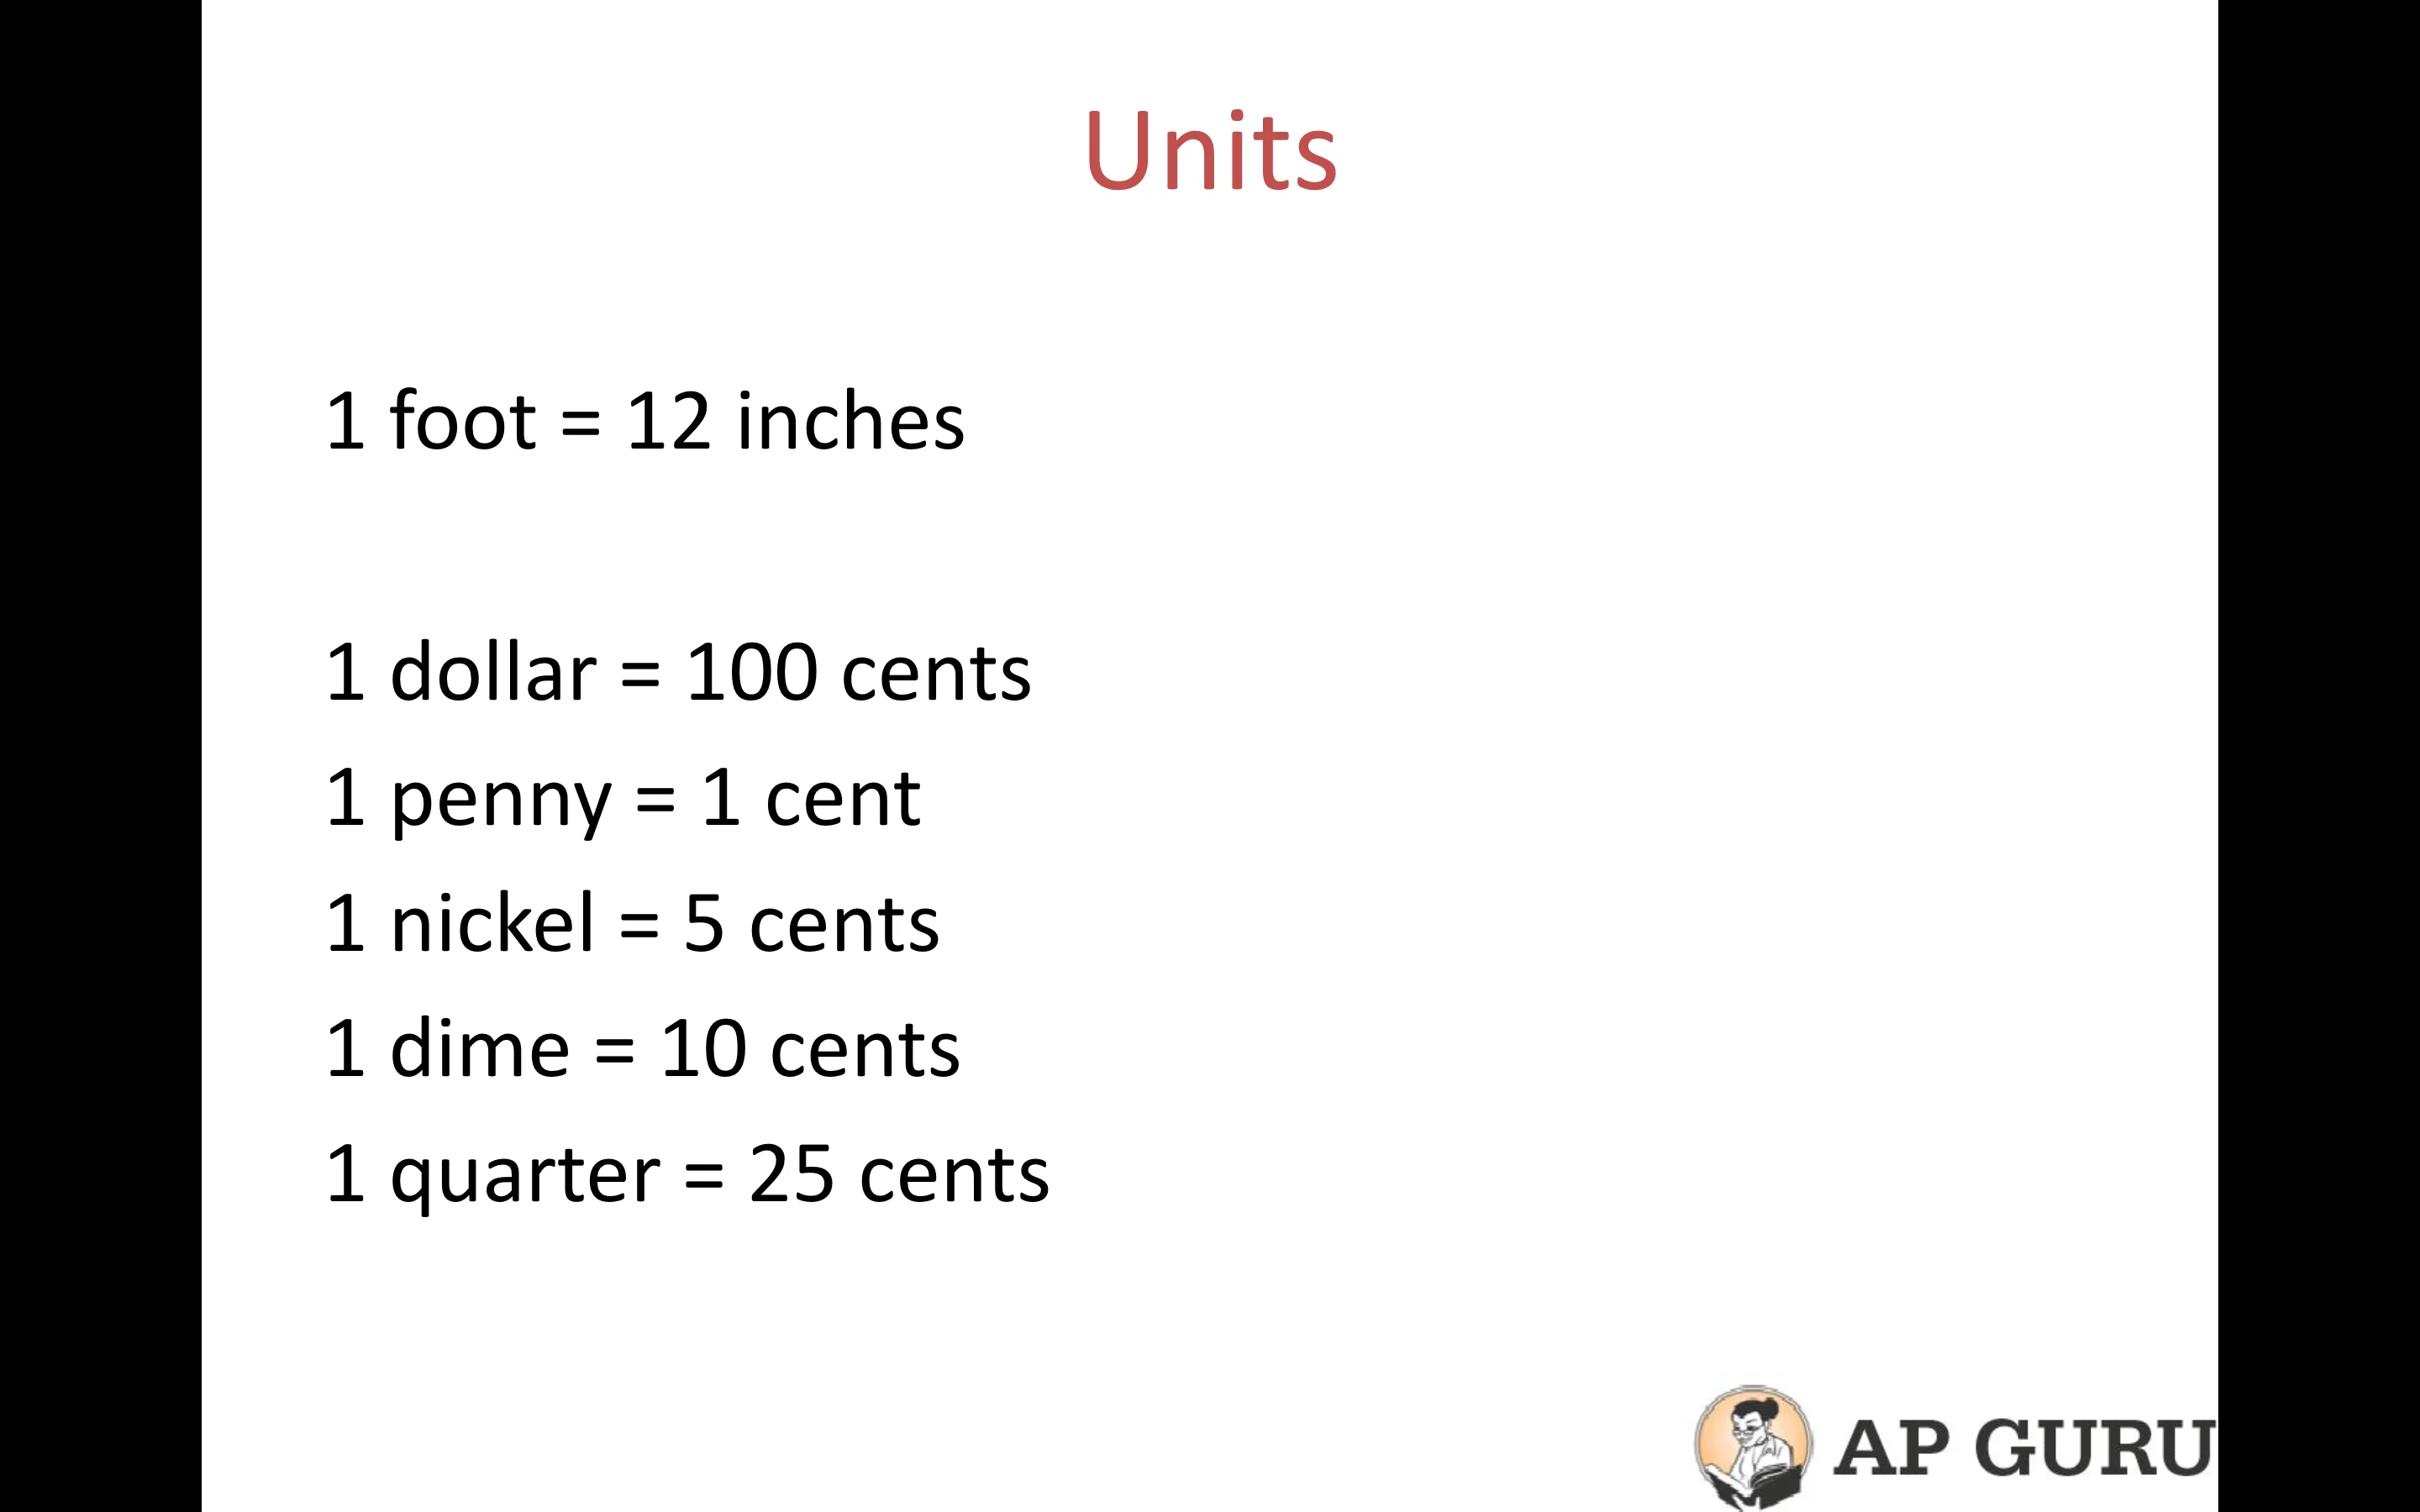 Units
1 foot = 12 inches
1 dollar = 100 cents
1 penny = 1 cent
1 nickel = 5 cents
1 dime = 10 cents
1 quarter = 25 cents
AP GURU